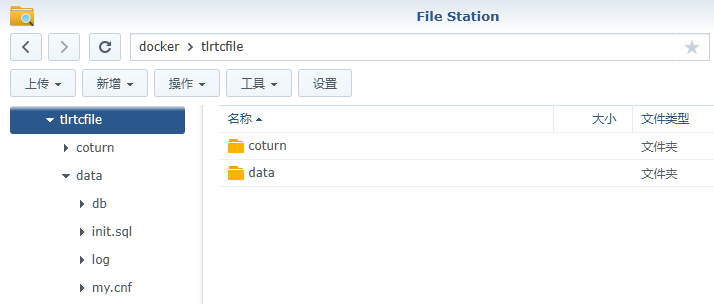 File Station
docker > tlrtcfile
上传 新增 操作 工具 设置
tlrtcfile
coturn
data
db
init.sql
log
my.cnf
名称 大小 文件类型
coturn 文件夹
data 文件夹